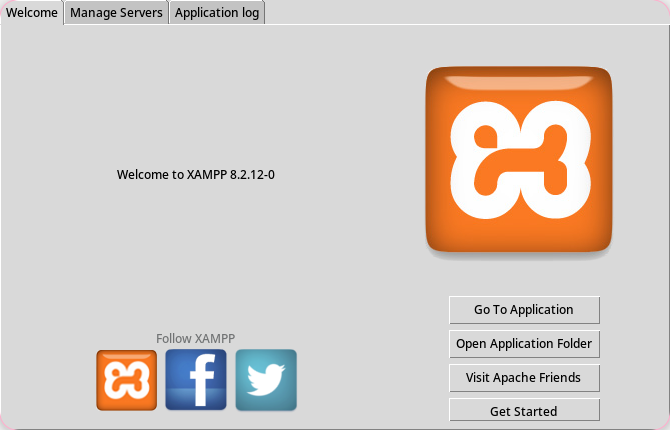 Welcome
Manage Servers
Application log
Welcome to XAMPP 8.2.12-0
Go To Application
Open Application Folder
Visit Apache Friends
Get Started
Follow XAMPP